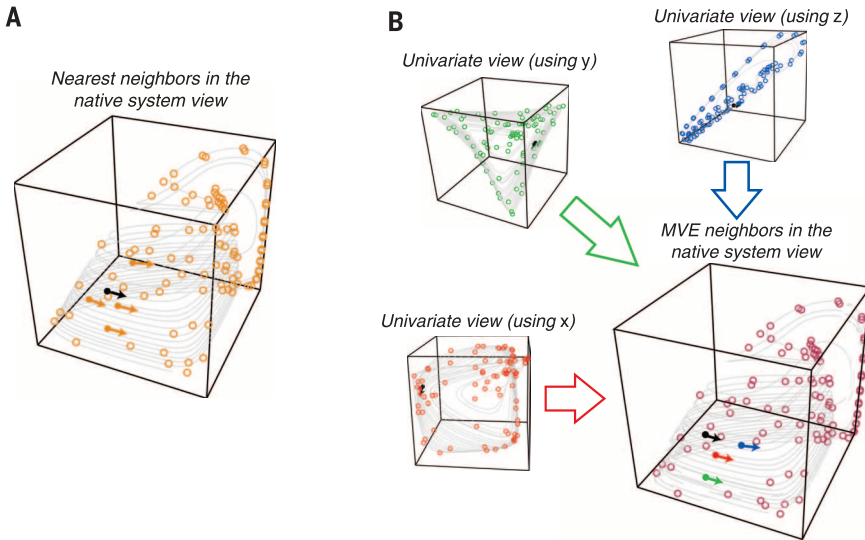 A
Nearest neighbors in the
native system view
B
Univariate view (using y)
Univariate view (using z)
MVE neighbors in the
native system view
Univariate view (using x)